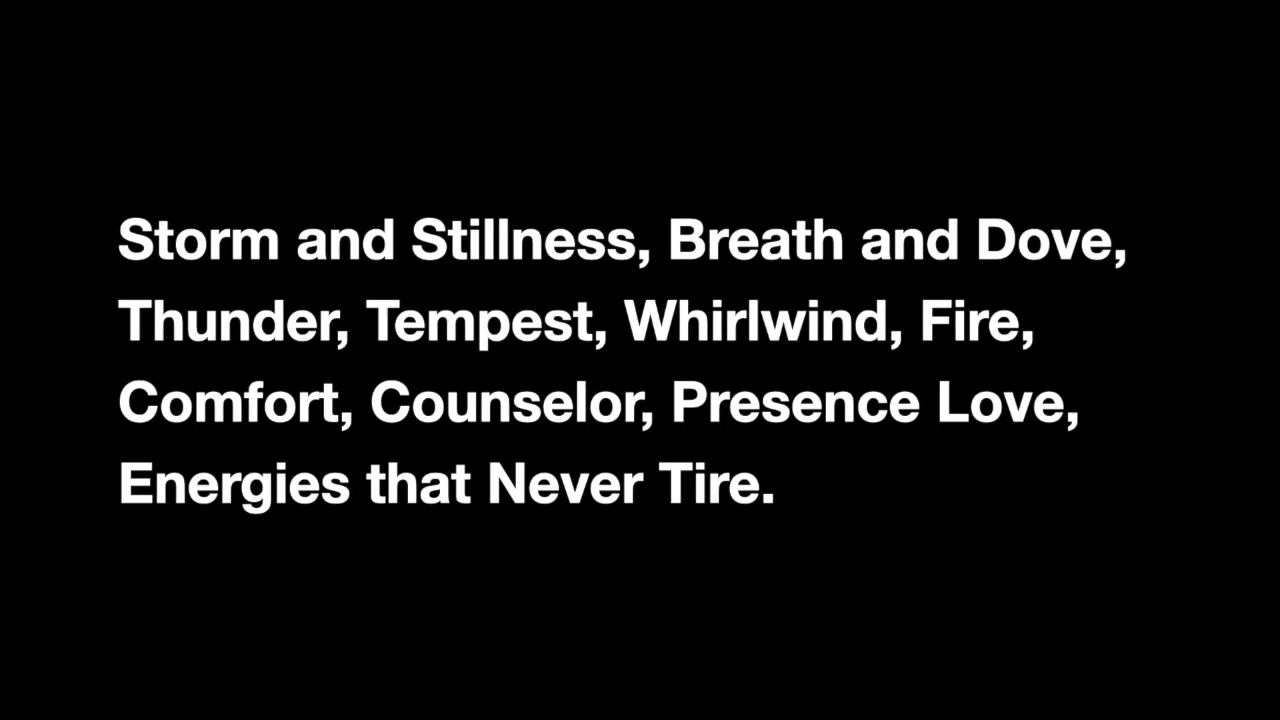 Storm and Stillness, Breath and Dove,
Thunder, Tempest, Whirlwind, Fire,
Comfort, Counselor, Presence Love,
Energies that Never Tire.